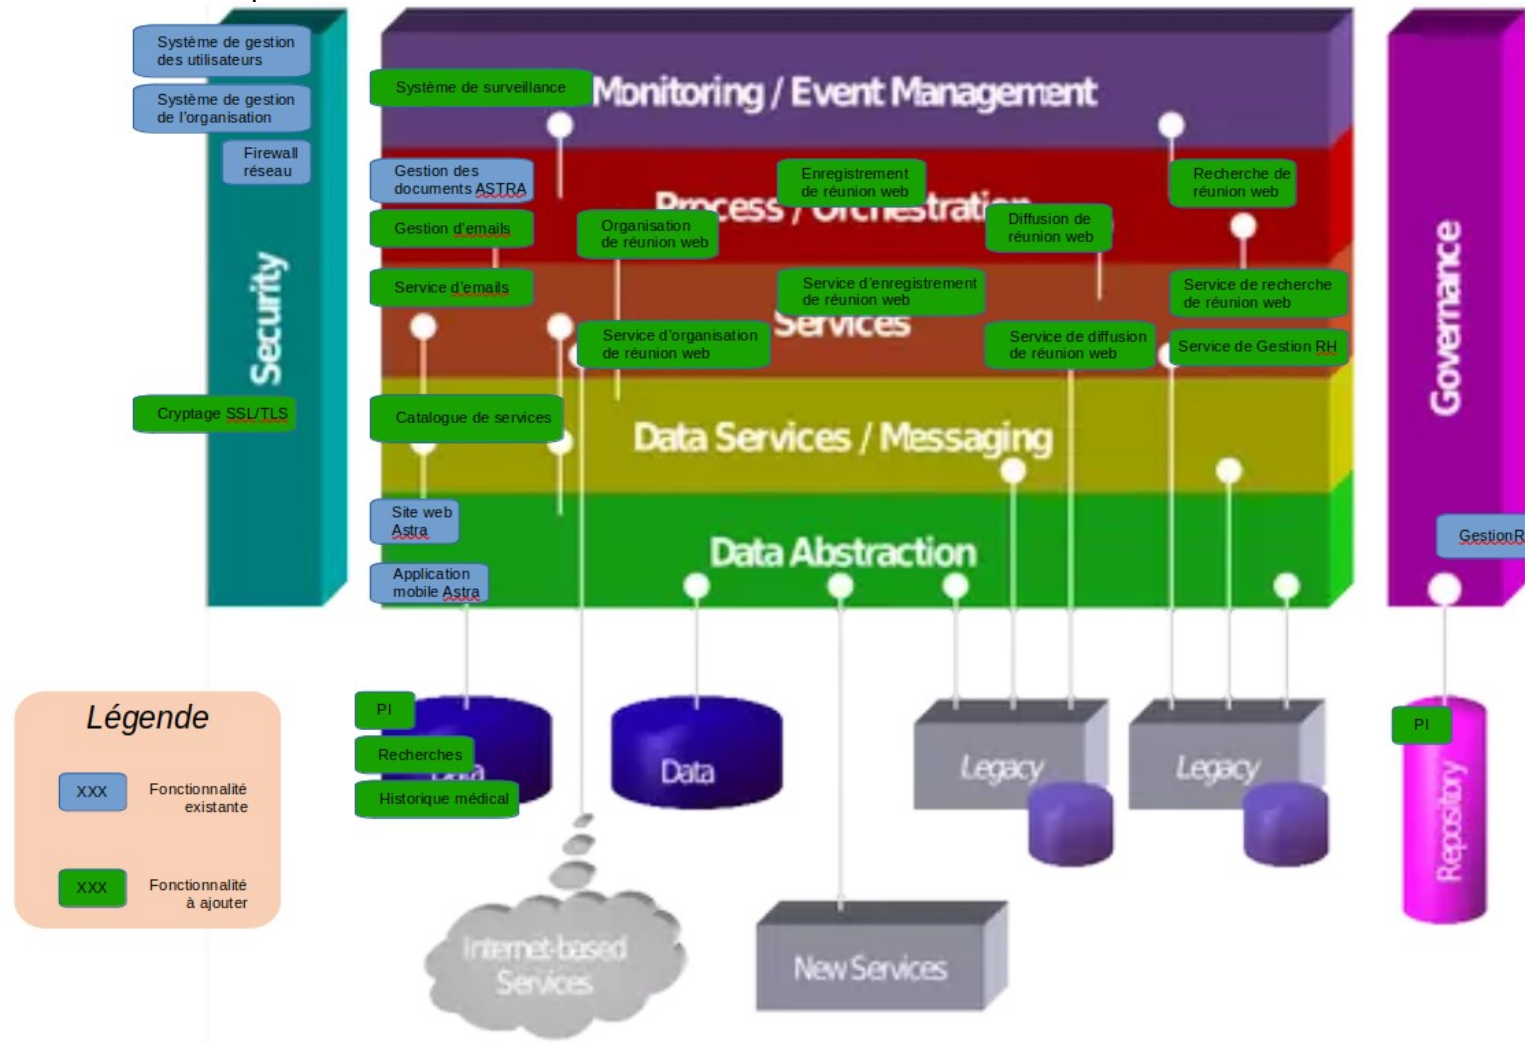 Système de gestion
des utilisateurs
Système de gestion
de l'organisation
Firewall
réseau
Security
Cryptage SSL/TLS
Système de surveillance
Monitoring / Event Management
Gestion des
documents ASTRA
Enregistrement
de réunion web
Recherche de
réunion web
Process / Orchestration
Gestion d'emails
Organisation
de réunion web
Diffusion de
réunion web
Service d'emails
Service d'enregistrement
de réunion web
Service de recherche
de réunion web
Services
Service d'organisation
de réunion web
Service de diffusion
de réunion web
Service de Gestion RH
Catalogue de services
Data Services / Messaging
Site web
Astra
Data Abstraction
Application
mobile Astra
Governance
GestionR
PI
Recherches
Data
Historique médical
Data
Legacy
Legacy
PI
Repository
Internet-based
Services
New Services
Légende
XXX
Fonctionnalité
existante
XXX
Fonctionnalité
à ajouter